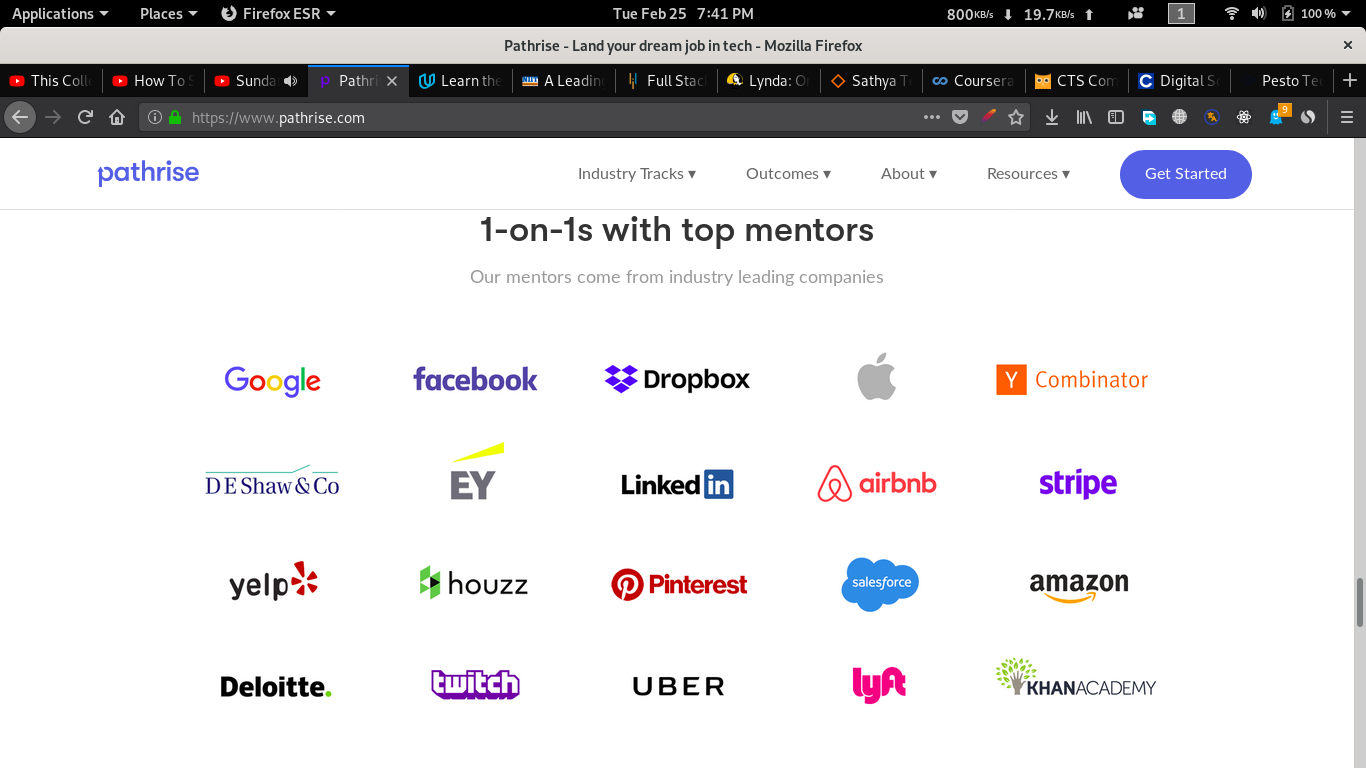 Applications Places Firefox ESR Tue Feb 25 7:41 PM 800KB/s 19.7KB/s 1 100 %
Pathrise - Land your dream job in tech - Mozilla Firefox
This Colle How To S Sunda Pathri Learn the A Leadin Full Stac Lynda: O Sathya Te Coursera CTS Com Digital S Pesto Te
https://www.pathrise.com 9
pathrise Industry Tracks ▾ Outcomes ▾ About ▾ Resources ▾ Get Started
1-on-1s with top mentors
Our mentors come from industry leading companies
Google facebook Dropbox Y Combinator
D E Shaw & Co EY Linkedin airbnb stripe
yelp houzz Pinterest salesforce amazon
Deloitte. twitch UBER lyft KHANACADEMY